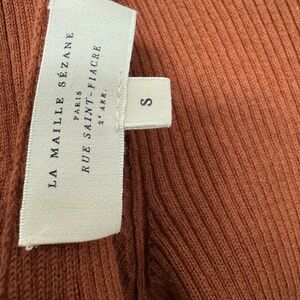 LA MAILLE SÉZANE
PARIS
RUE SAINT-FIACRE
2e ARR.
S